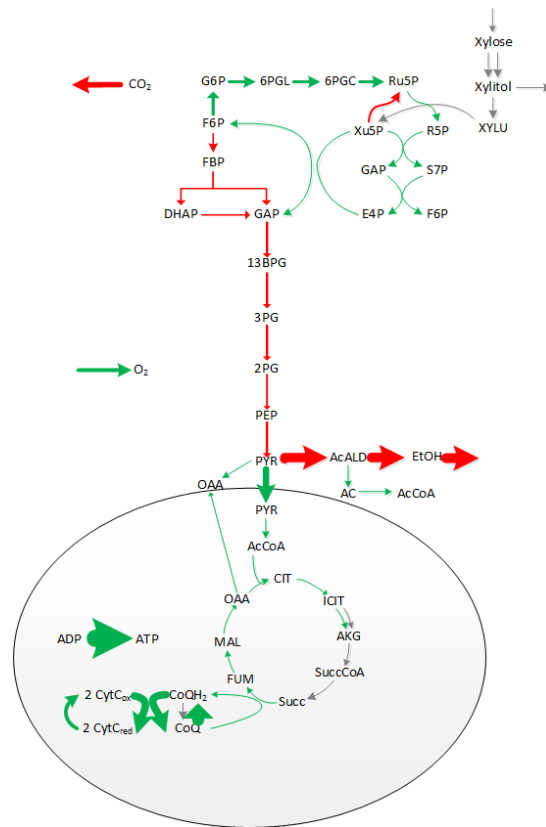 Xylose
CO₂
G6P 6PGL 6PGC Ru5P
Xylitol
F6P
Xu5P R5P XYLU
FBP
GAP S7P
DHAP GAP E4P F6P
13BPG
3PG
O₂
2PG
PEP
PYR AcALD EtOH
OAA
AC AcCoA
PYR
AcCoA
CIT
OAA ICIT
ADP ATP MAL AKG
SuccCoA
FUM
2 CytCox CoQH₂ Succ
2 CytCred CoQ